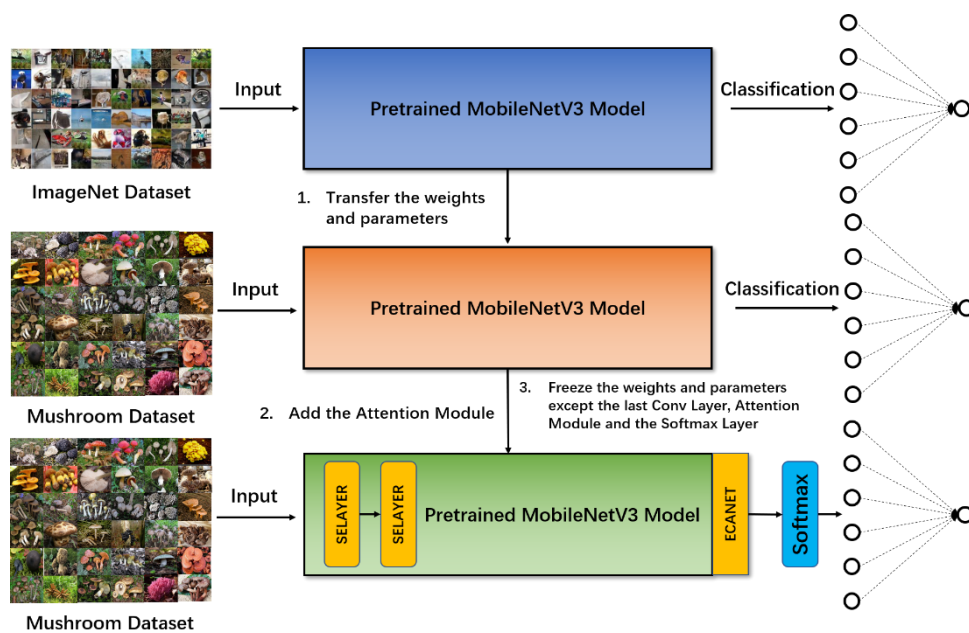 Input
Pretrained MobileNetV3 Model
Classification
ImageNet Dataset
1. Transfer the weights
and parameters
Input
Pretrained MobileNetV3 Model
Classification
Mushroom Dataset
2. Add the Attention Module
3. Freeze the weights and parameters
except the last Conv Layer, Attention
Module and the Softmax Layer
Input
SELAYER
SELAYER
Pretrained MobileNetV3 Model
ECANET
Softmax
Mushroom Dataset